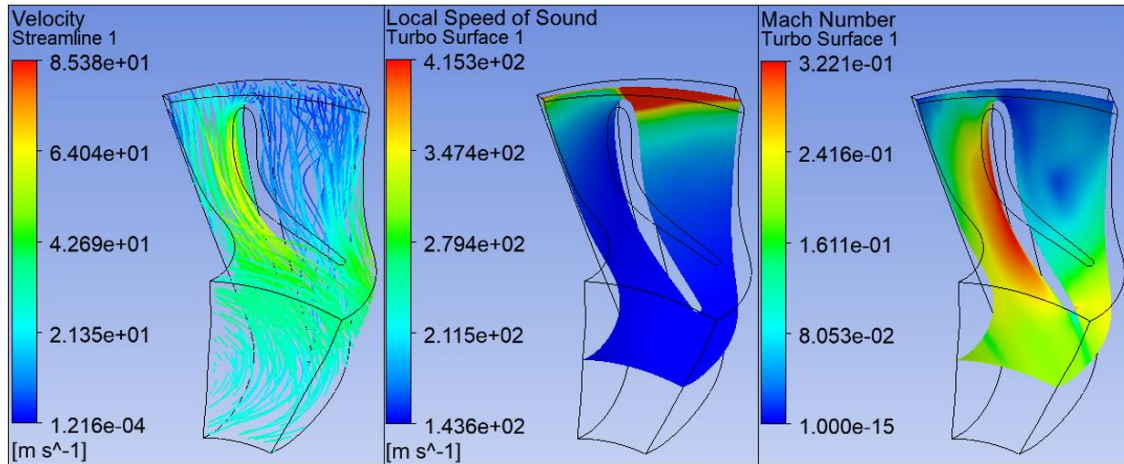 Velocity
Streamline 1
8.538e+01
6.404e+01
4.269e+01
2.135e+01
1.216e-04
[m s^-1]
Local Speed of Sound
Turbo Surface 1
4.153e+02
3.474e+02
2.794e+02
2.115e+02
1.436e+02
[m s^-1]
Mach Number
Turbo Surface 1
3.221e-01
2.416e-01
1.611e-01
8.053e-02
1.000e-15